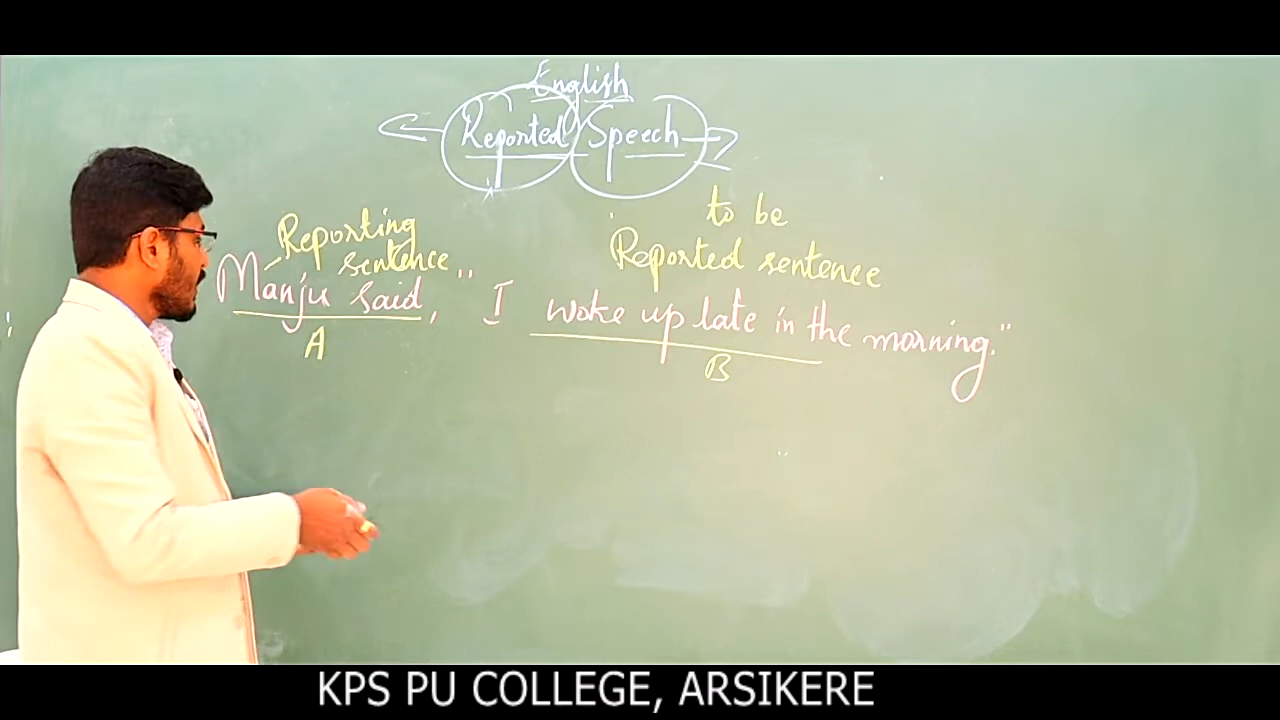 English
Reported Speech
to be
Reporting Reported sentence
sentence
Manju said, " I woke up late in the morning."
A B
KPS PU COLLEGE, ARSIKERE